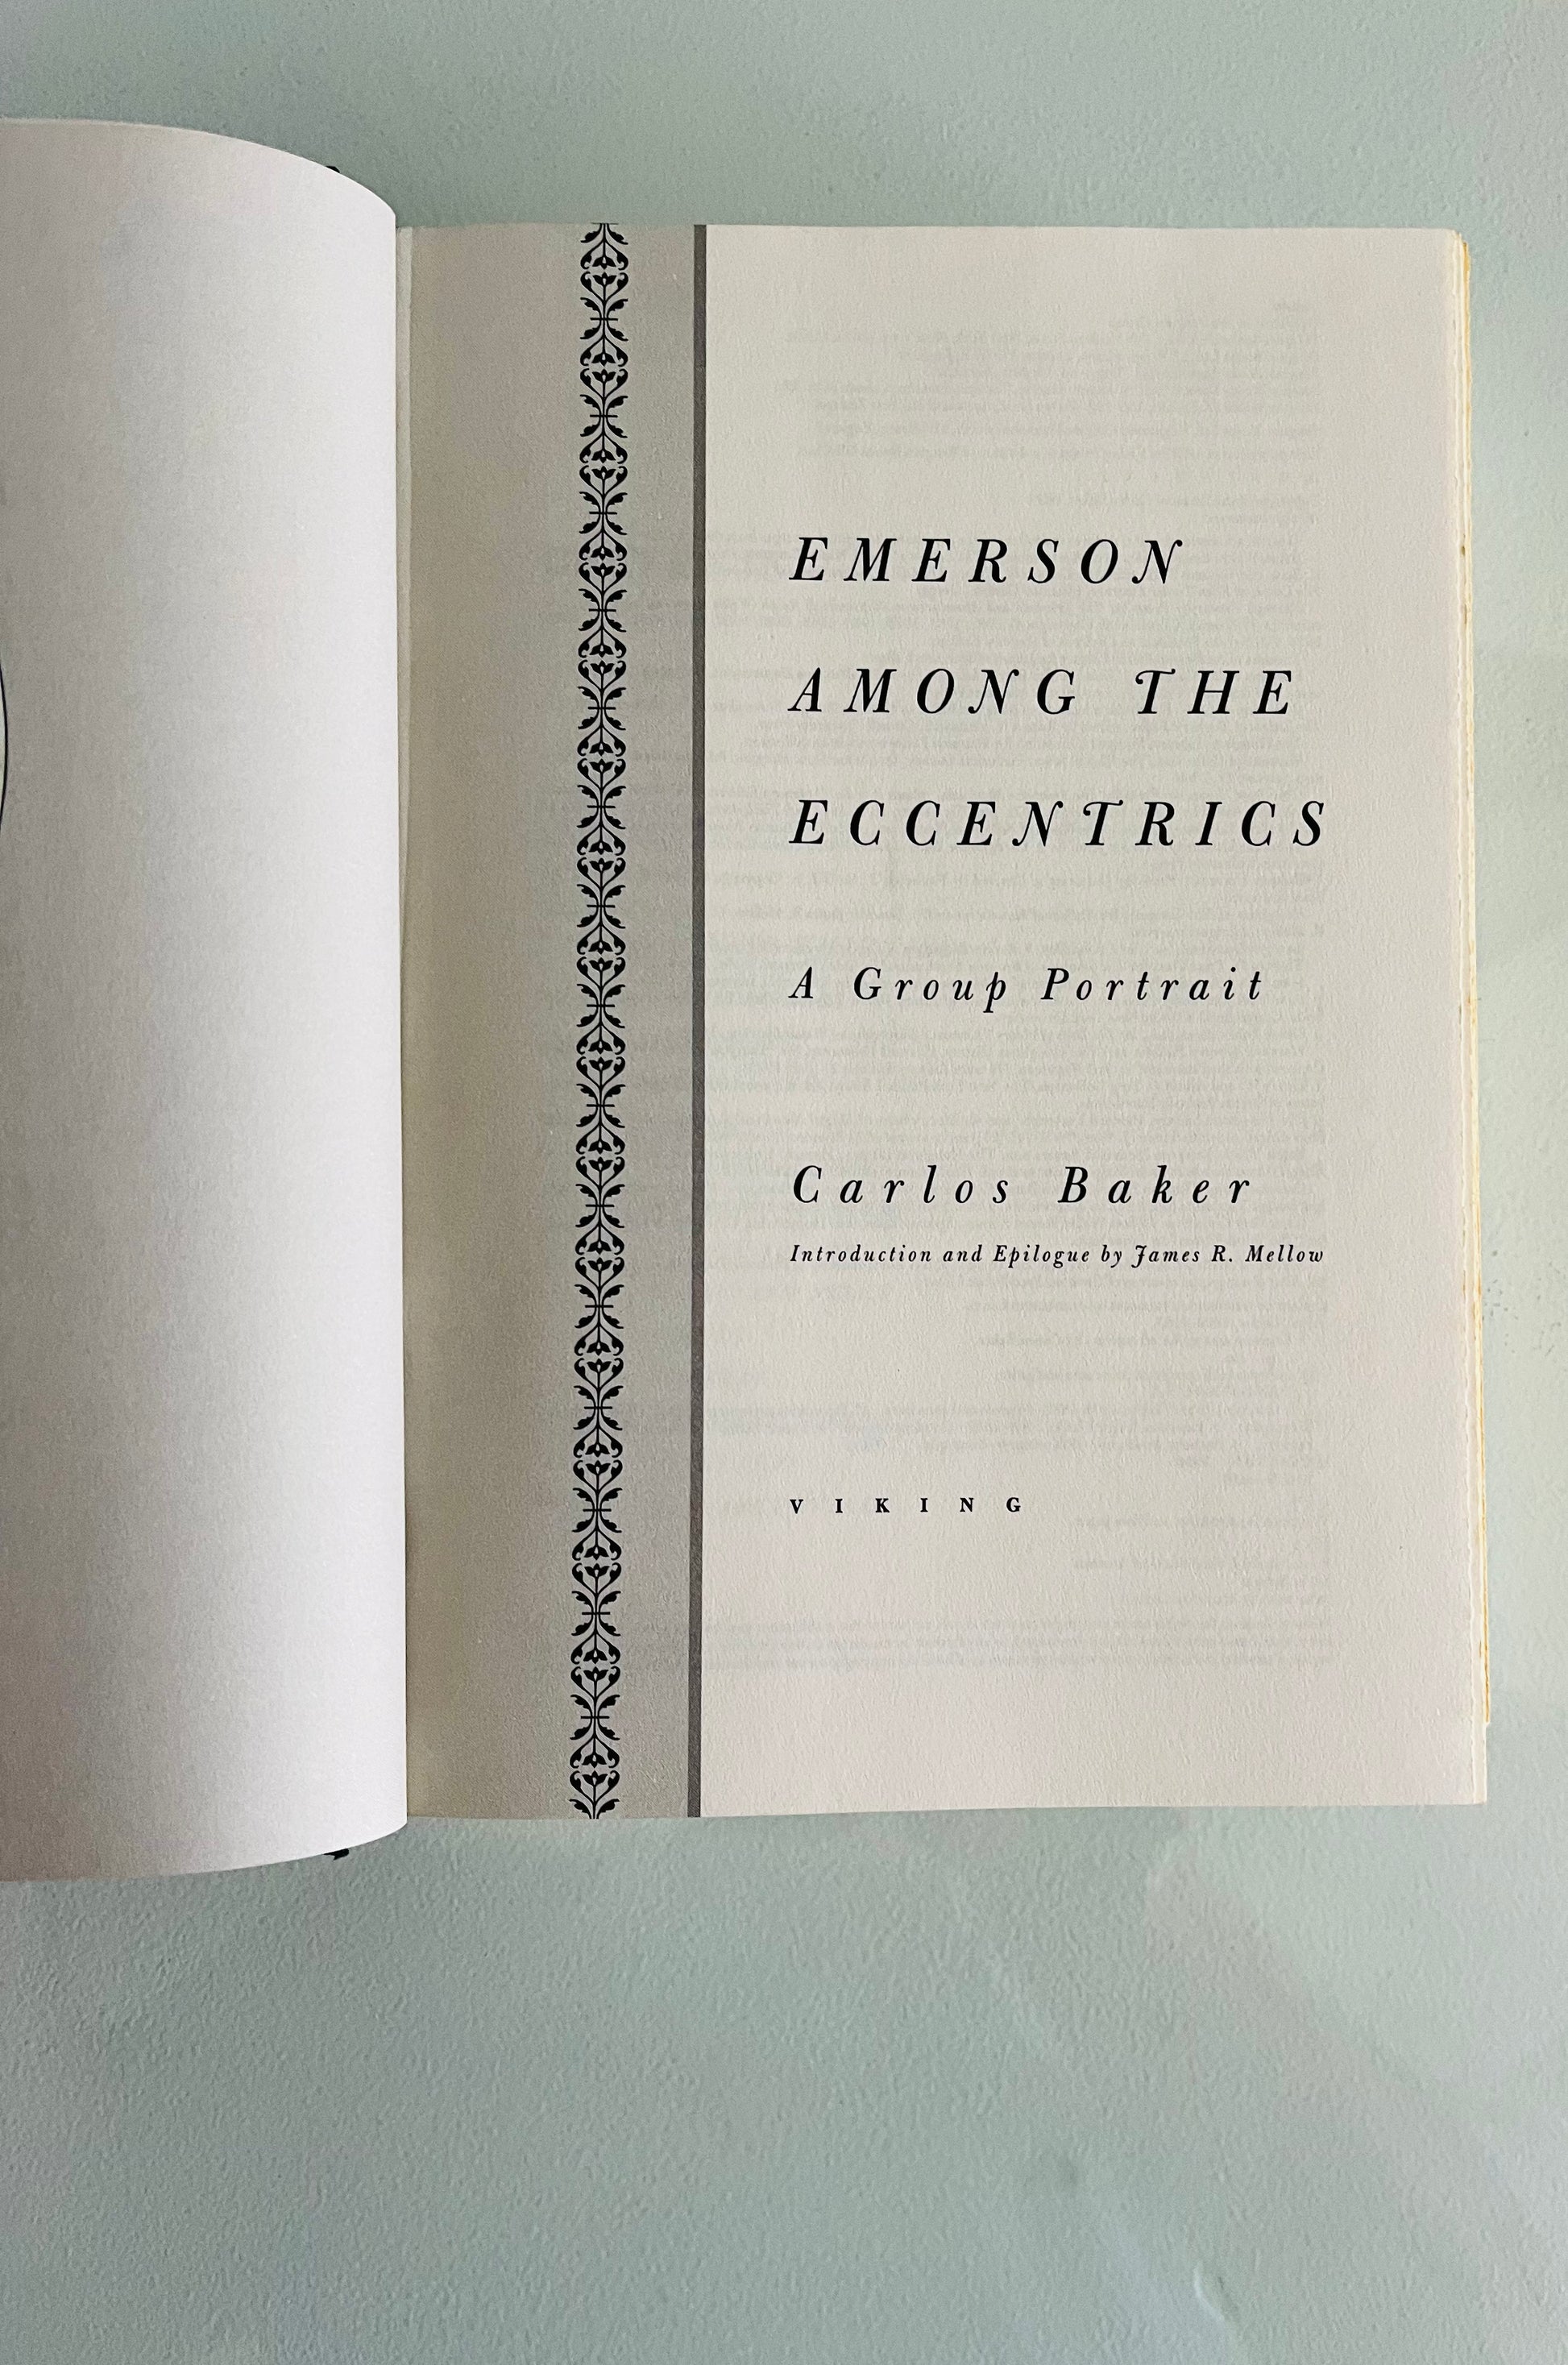 EMERSON
AMONG THE
ECCENTRICS
A Group Portrait
Carlos Baker
Introduction and Epilogue by James R. Mellow
VIKING